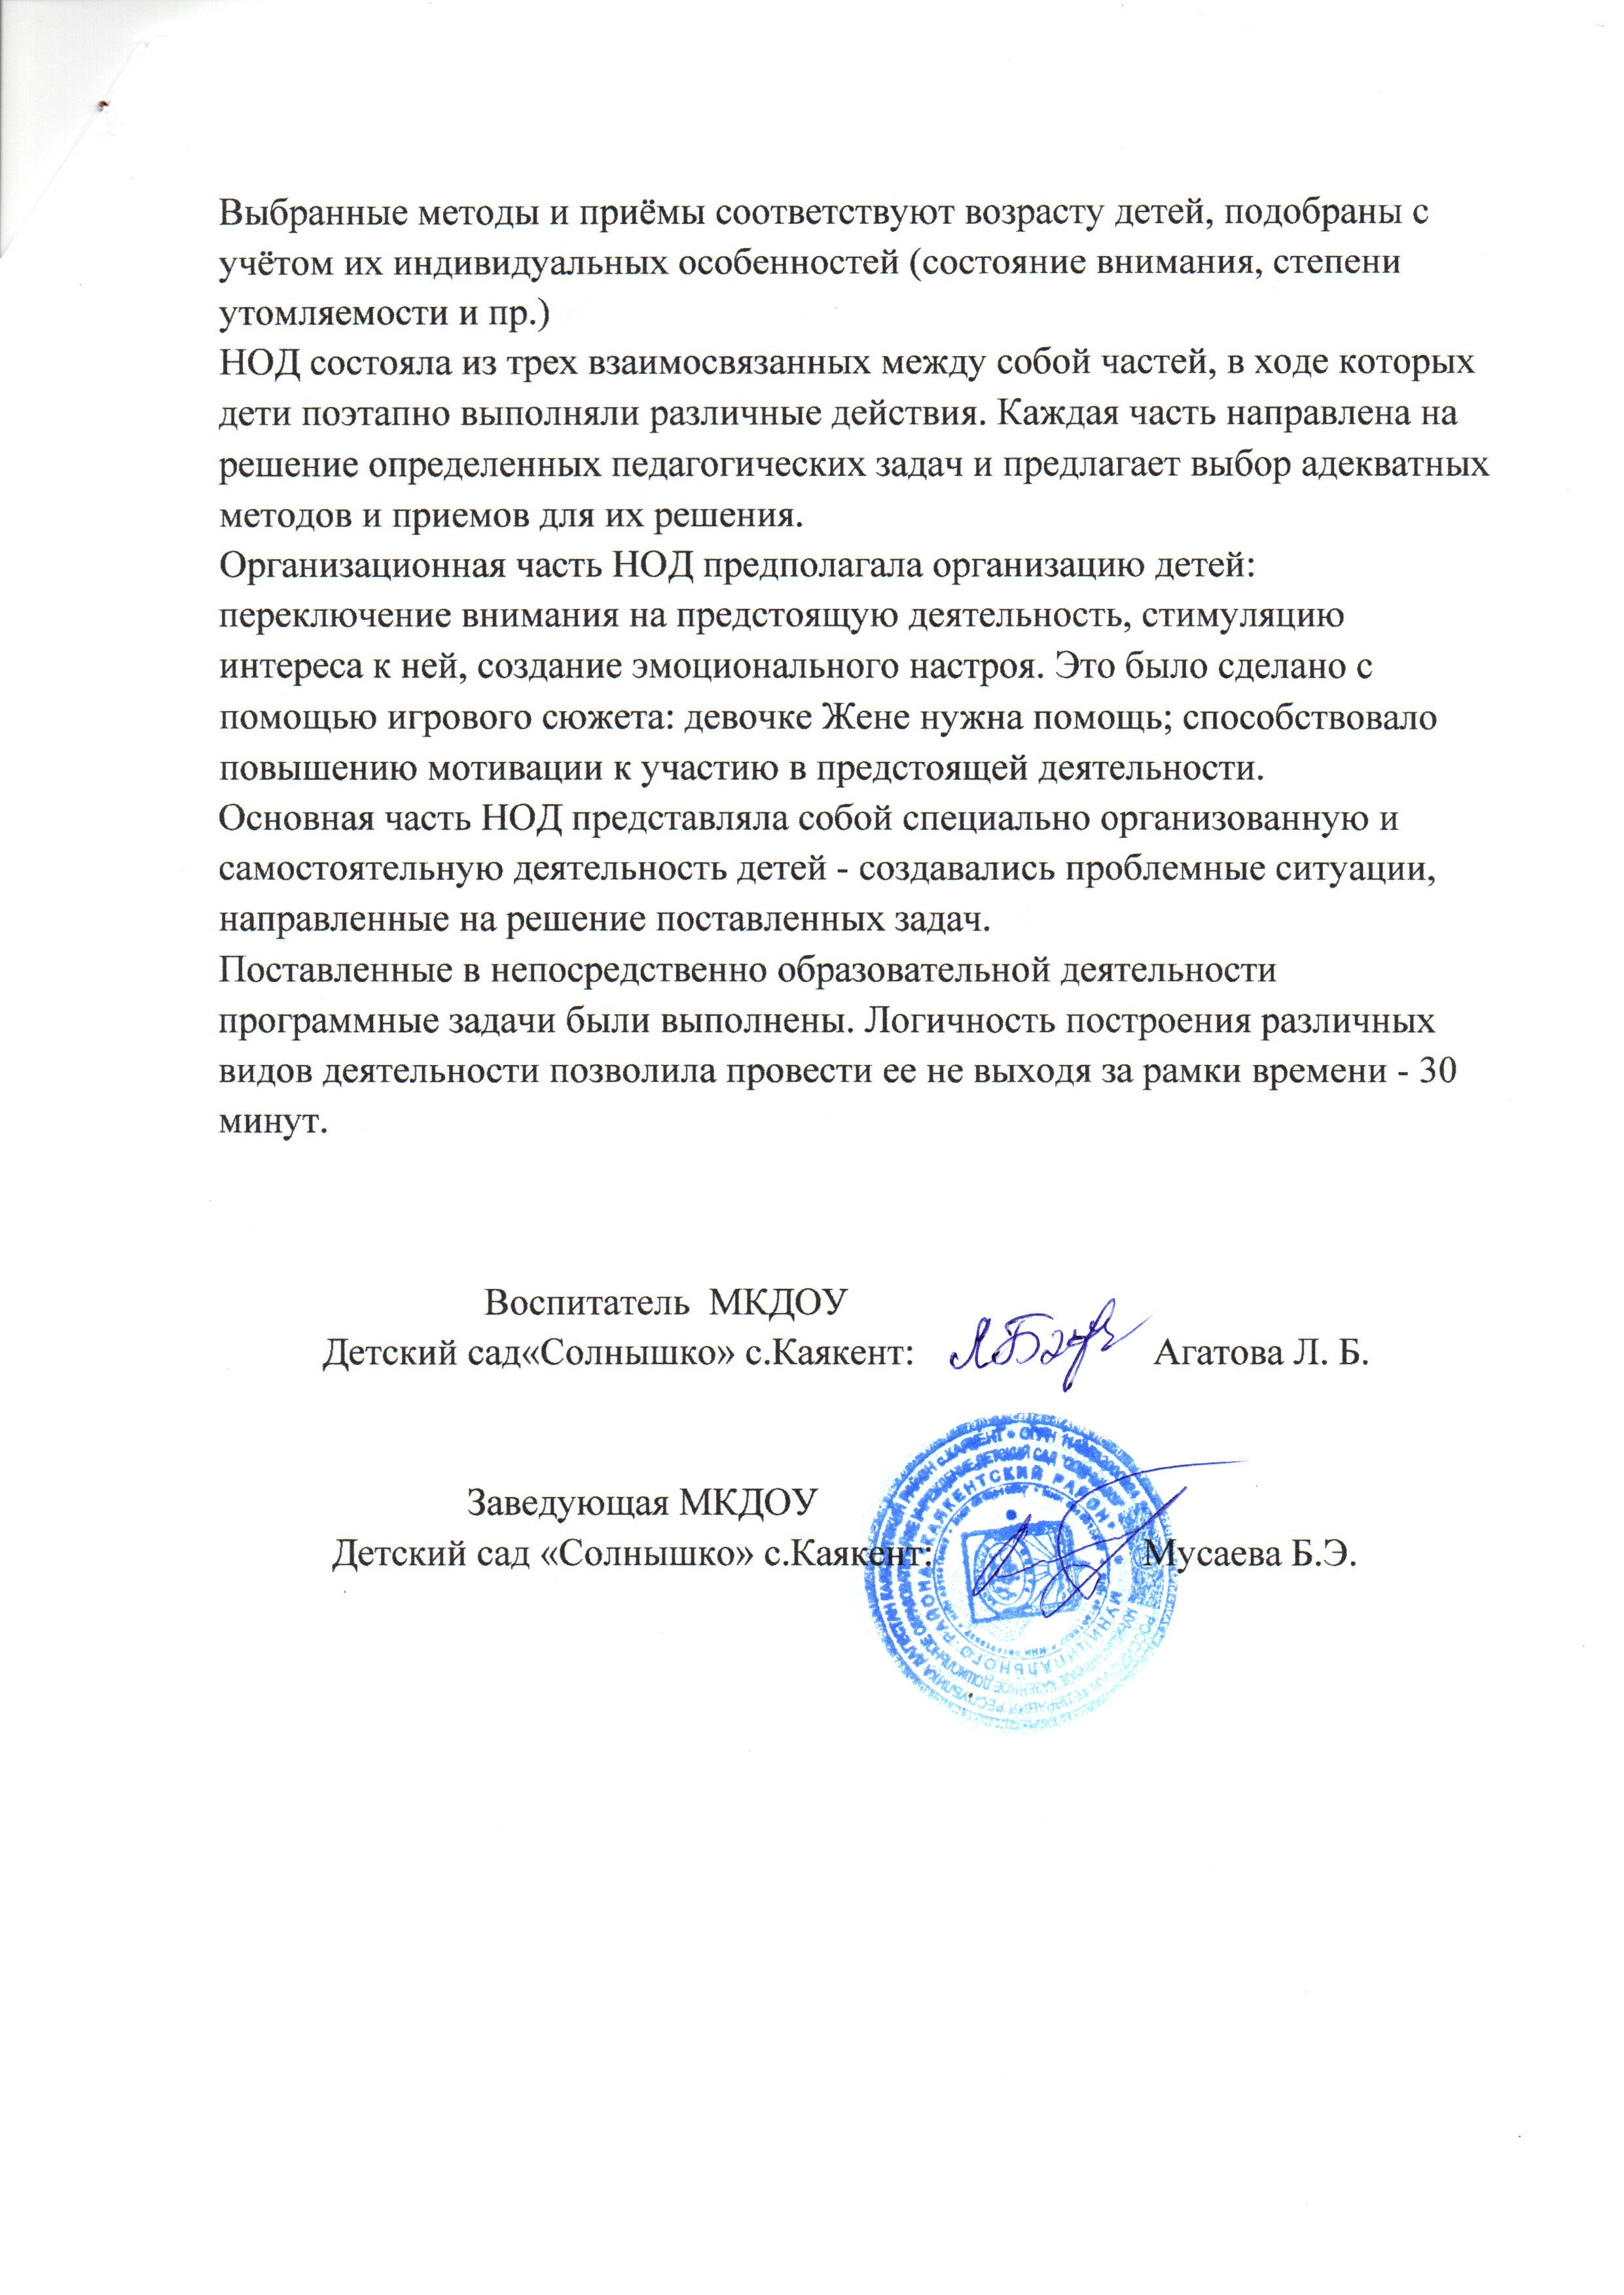 Выбранные методы и приёмы соответствуют возрасту детей, подобраны с
учётом их индивидуальных особенностей (состояние внимания, степени
утомляемости и пр.)
НОД состояла из трех взаимосвязанных между собой частей, в ходе которых
дети поэтапно выполняли различные действия. Каждая часть направлена на
решение определенных педагогических задач и предлагает выбор адекватных
методов и приемов для их решения.
Организационная часть НОД предполагала организацию детей:
переключение внимания на предстоящую деятельность, стимуляцию
интереса к ней, создание эмоционального настроя. Это было сделано с
помощью игрового сюжета: девочке Жене нужна помощь; способствовало
повышению мотивации к участию в предстоящей деятельности.
Основная часть НОД представляла собой специально организованную и
самостоятельную деятельность детей - создавались проблемные ситуации,
направленные на решение поставленных задач.
Поставленные в непосредственно образовательной деятельности
программные задачи были выполнены. Логичность построения различных
видов деятельности позволила провести ее не выходя за рамки времени - 30
минут.
Воспитатель МКДОУ
Детский сад«Солнышко» с.Каякент: Агатова Л. Б.
Заведующая МКДОУ
Детский сад «Солнышко» с.Каякент: Мусаева Б.Э.
МУНИЦИПАЛЬНОГО РАЙОНА "КАЯКЕНТСКИЙ РАЙОН"